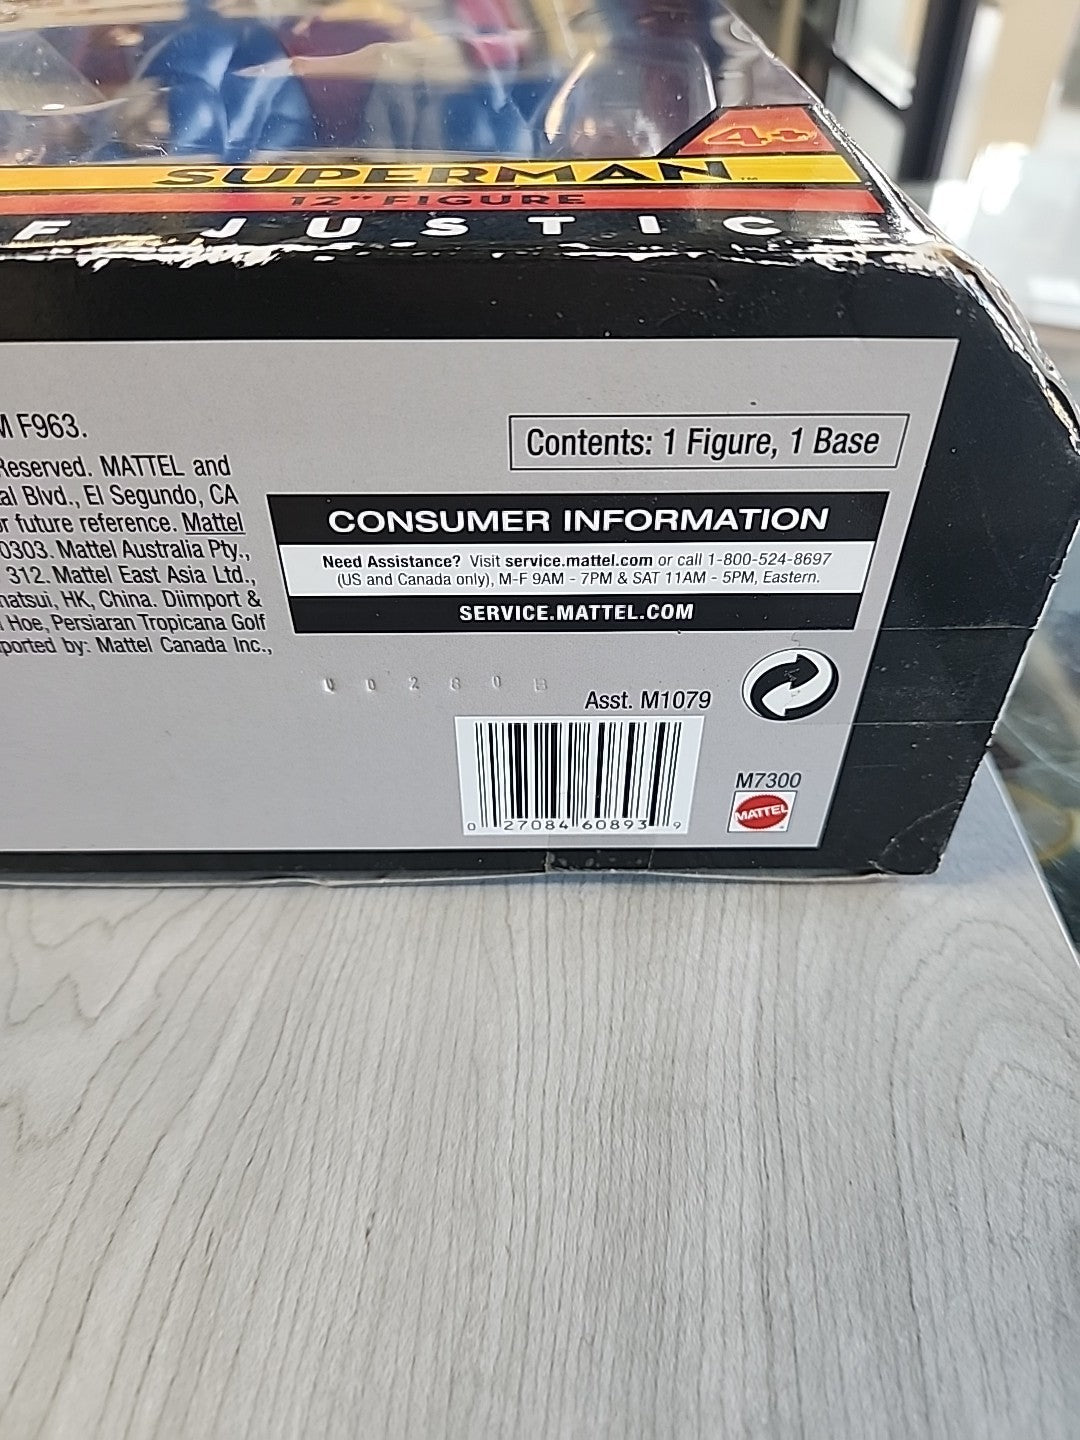 4+
SUPERMAN™
12" FIGURE
F JUSTICE
M F963.
Reserved. MATTEL and
al Blvd., El Segundo, CA
or future reference. Mattel
0303. Mattel Australia Pty.,
312. Mattel East Asia Ltd.,
hatsui, HK, China. Diimport &
Hoe, Persiaran Tropicana Golf
ported by: Mattel Canada Inc.,
Contents: 1 Figure, 1 Base
CONSUMER INFORMATION
Need Assistance? Visit service.mattel.com or call 1-800-524-8697
(US and Canada only), M-F 9AM - 7PM & SAT 11AM - 5PM, Eastern.
SERVICE.MATTEL.COM
Asst. M1079
0 27084 60893 9
M7300
MATTEL